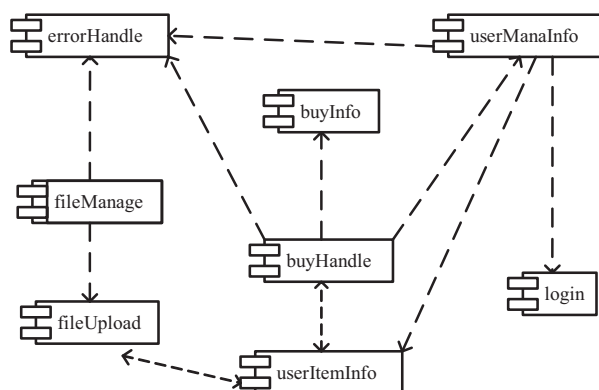 errorHandle
userManaInfo
buyInfo
fileManage
buyHandle
login
fileUpload
userItemInfo